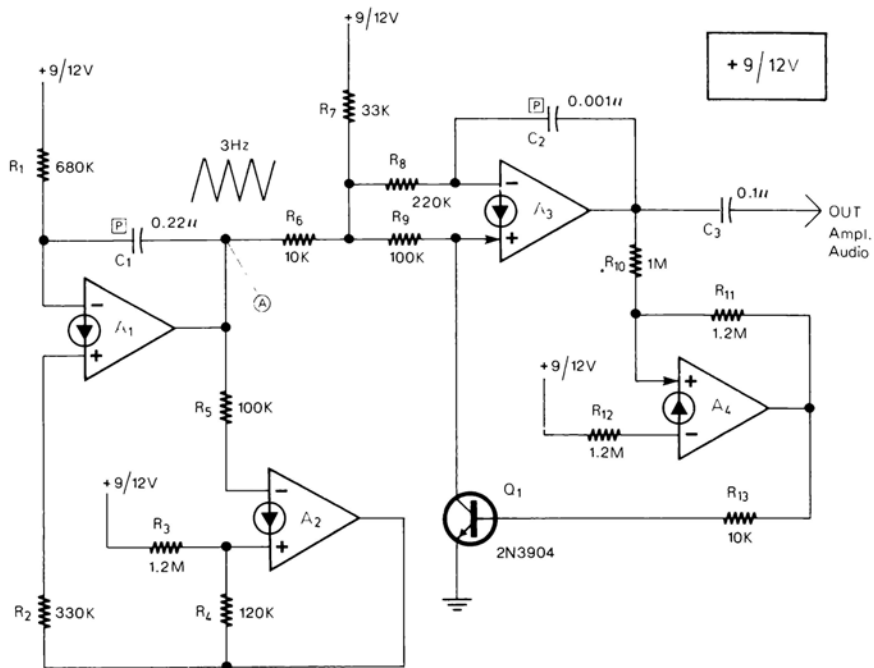 +9/12V
+9/12V
+9/12V
R7
33K
P
0.001u
C2
3Hz
R1
680K
R8
220K
-
A3
+
P
0.22u
C1
R6
10K
R9
100K
0.1u
C3
OUT
Ampl.
Audio
A
R10
1M
-
A1
+
R11
1.2M
+9/12V
+
A4
-
R5
100K
R12
1.2M
+9/12V
-
A2
+
Q1
R13
10K
R3
1.2M
2N3904
R2
330K
R4
120K